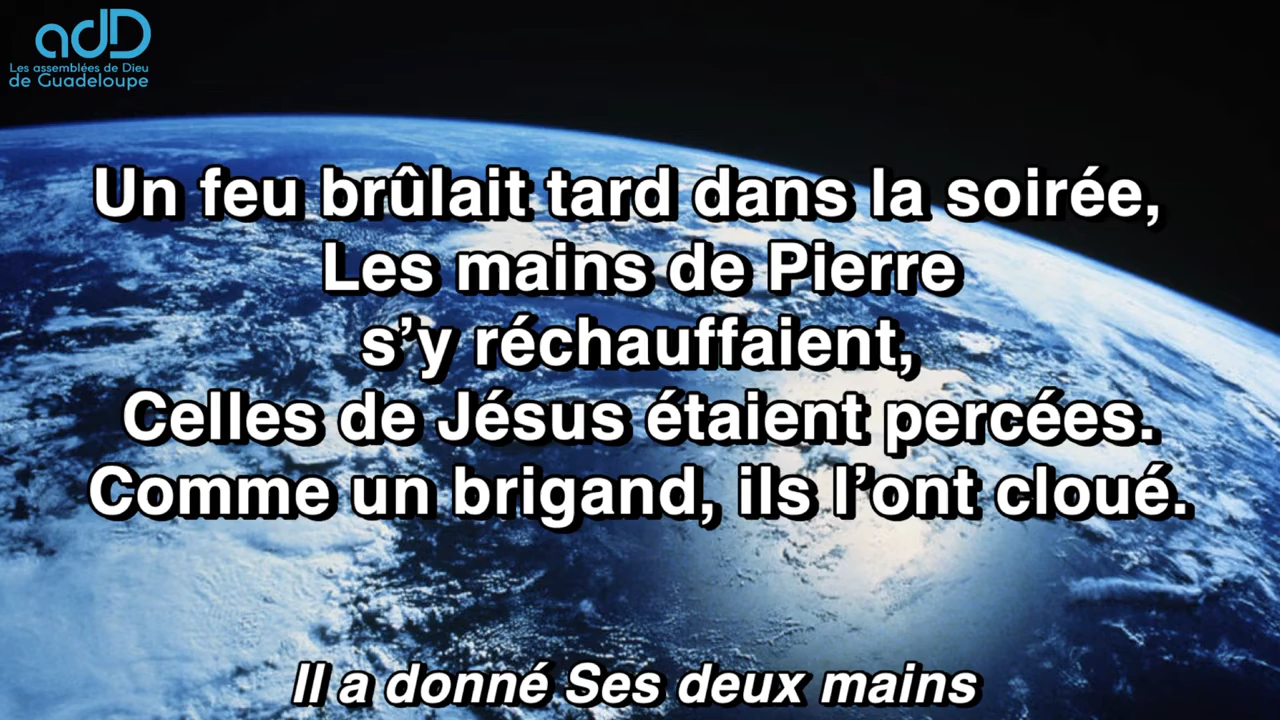 adD
Les assemblées de Dieu
de Guadeloupe
Un feu brûlait tard dans la soirée,
Les mains de Pierre
s’y réchauffaient,
Celles de Jésus étaient percées.
Comme un brigand, ils l’ont cloué.
Il a donné Ses deux mains